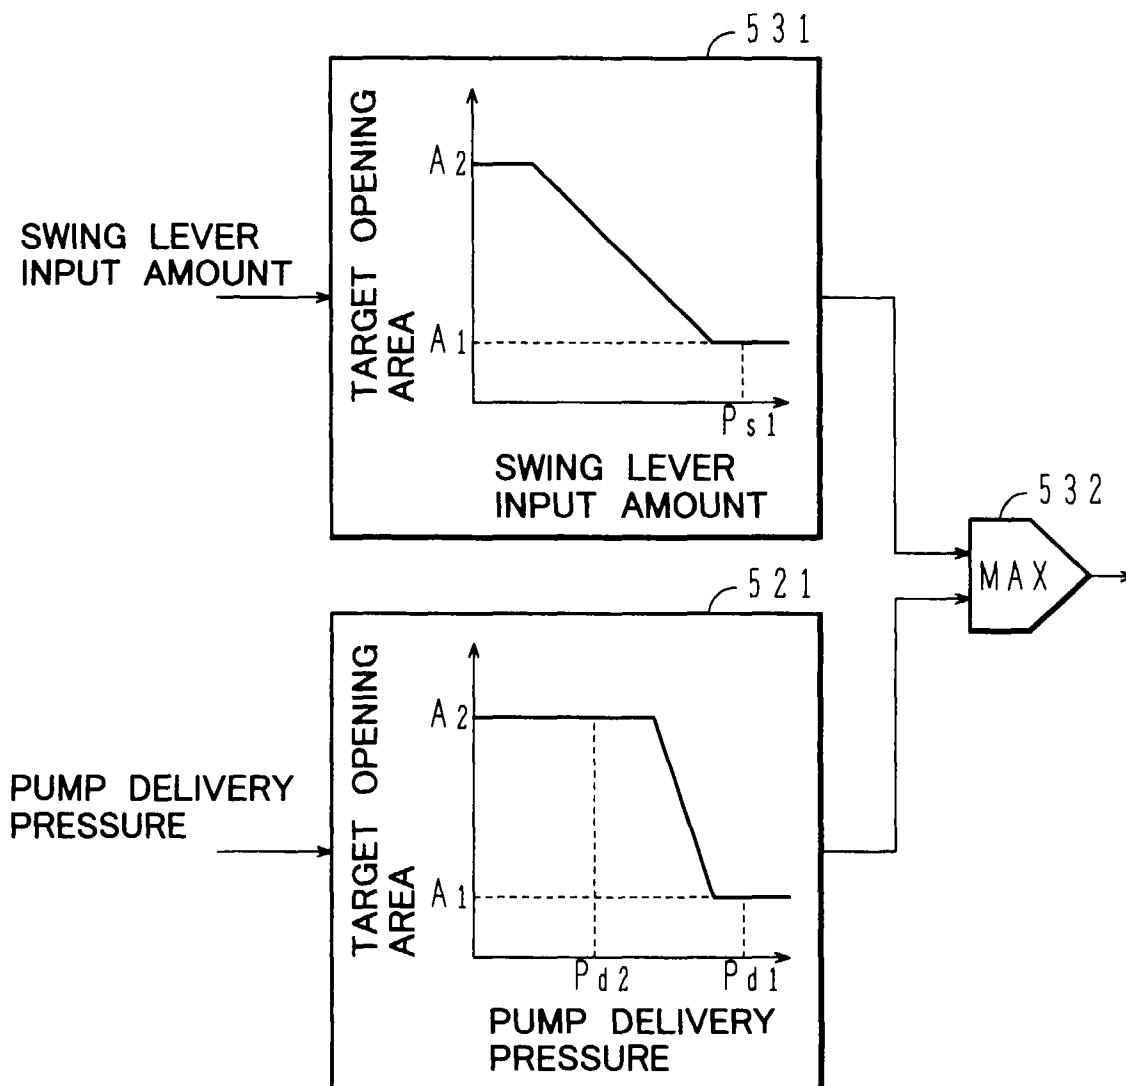 531
TARGET OPENING
AREA
A2
A1
Ps1
SWING LEVER
INPUT AMOUNT
SWING LEVER
INPUT AMOUNT
532
MAX
521
TARGET OPENING
AREA
A2
A1
Pd2
Pd1
PUMP DELIVERY
PRESSURE
PUMP DELIVERY
PRESSURE